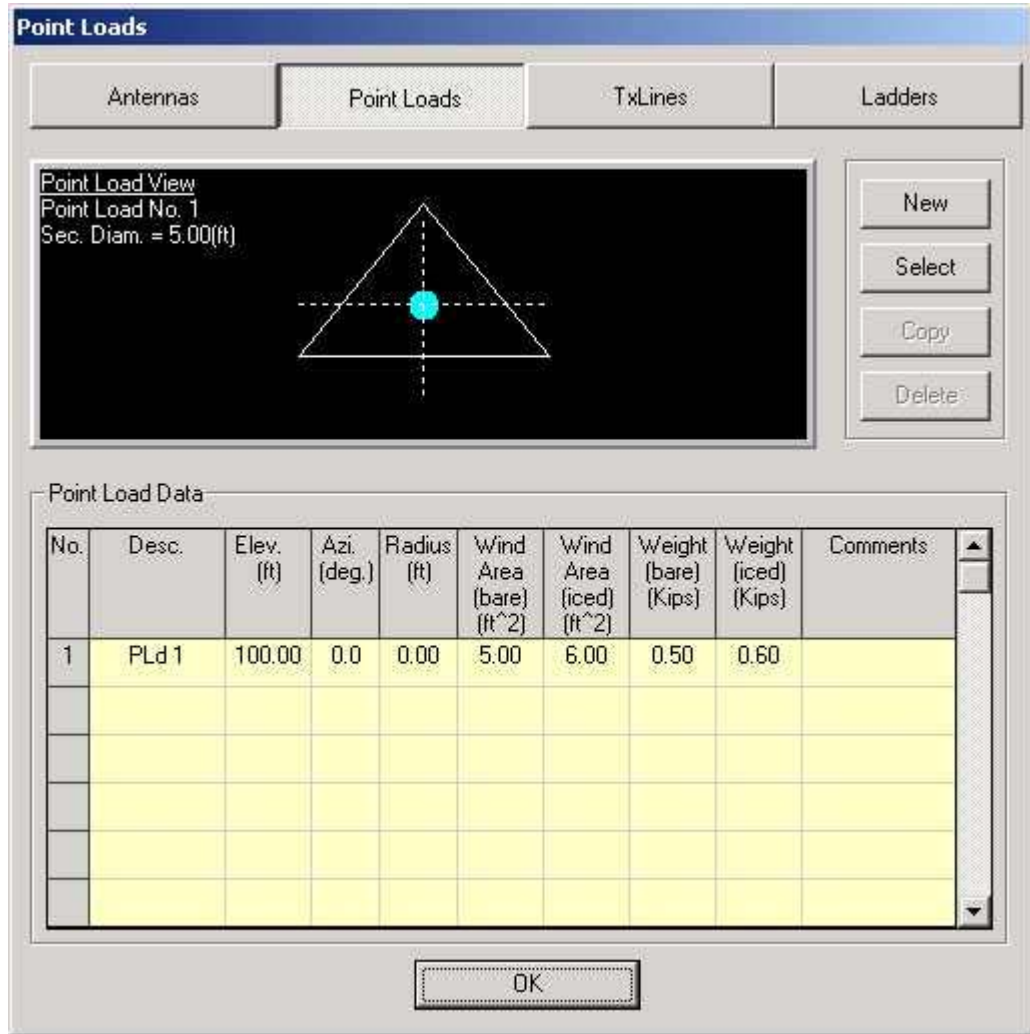 Point Loads
Antennas Point Loads TxLines Ladders
Point Load View
Point Load No. 1
Sec. Diam. = 5.00(ft)
New
Select
Copy
Delete
Point Load Data
No. Desc. Elev. (ft) Azi. (deg.) Radius (ft) Wind Area (bare) (ft^2) Wind Area (iced) (ft^2) Weight (bare) (Kips) Weight (iced) (Kips) Comments
1 PLd 1 100.00 0.0 0.00 5.00 6.00 0.50 0.60
OK